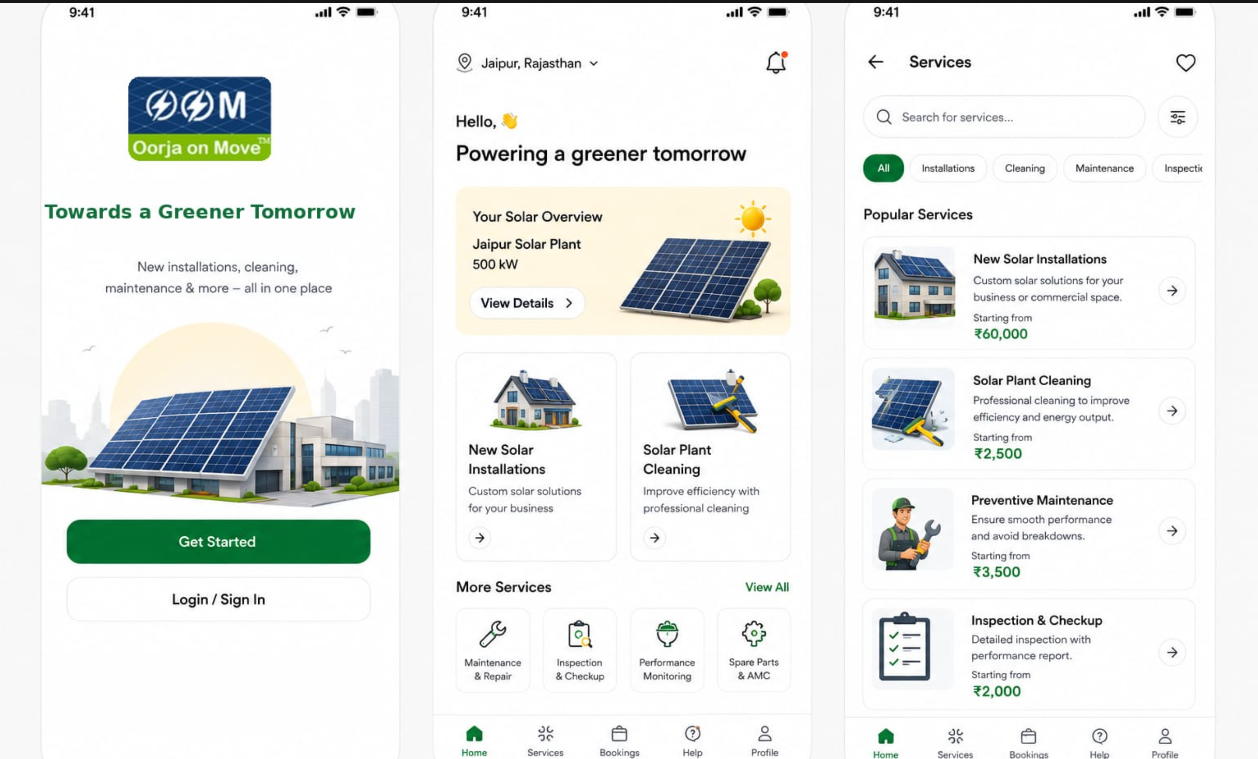 9:41
OOM
Oorja on Move™
Towards a Greener Tomorrow
New installations, cleaning,
maintenance & more – all in one place
Get Started
Login / Sign In
9:41
Jaipur, Rajasthan
Hello, 👋
Powering a greener tomorrow
Your Solar Overview
Jaipur Solar Plant
500 kW
View Details
New Solar
Installations
Custom solar solutions
for your business
Solar Plant
Cleaning
Improve efficiency with
professional cleaning
More Services
View All
Maintenance
& Repair
Inspection
& Checkup
Performance
Monitoring
Spare Parts
& AMC
Home
Services
Bookings
Help
Profile
9:41
Services
Search for services...
All
Installations
Cleaning
Maintenance
Inspectic
Popular Services
New Solar Installations
Custom solar solutions for your
business or commercial space.
Starting from
₹60,000
Solar Plant Cleaning
Professional cleaning to improve
efficiency and energy output.
Starting from
₹2,500
Preventive Maintenance
Ensure smooth performance
and avoid breakdowns.
Starting from
₹3,500
Inspection & Checkup
Detailed inspection with
performance report.
Starting from
₹2,000
Home
Services
Bookings
Help
Profile